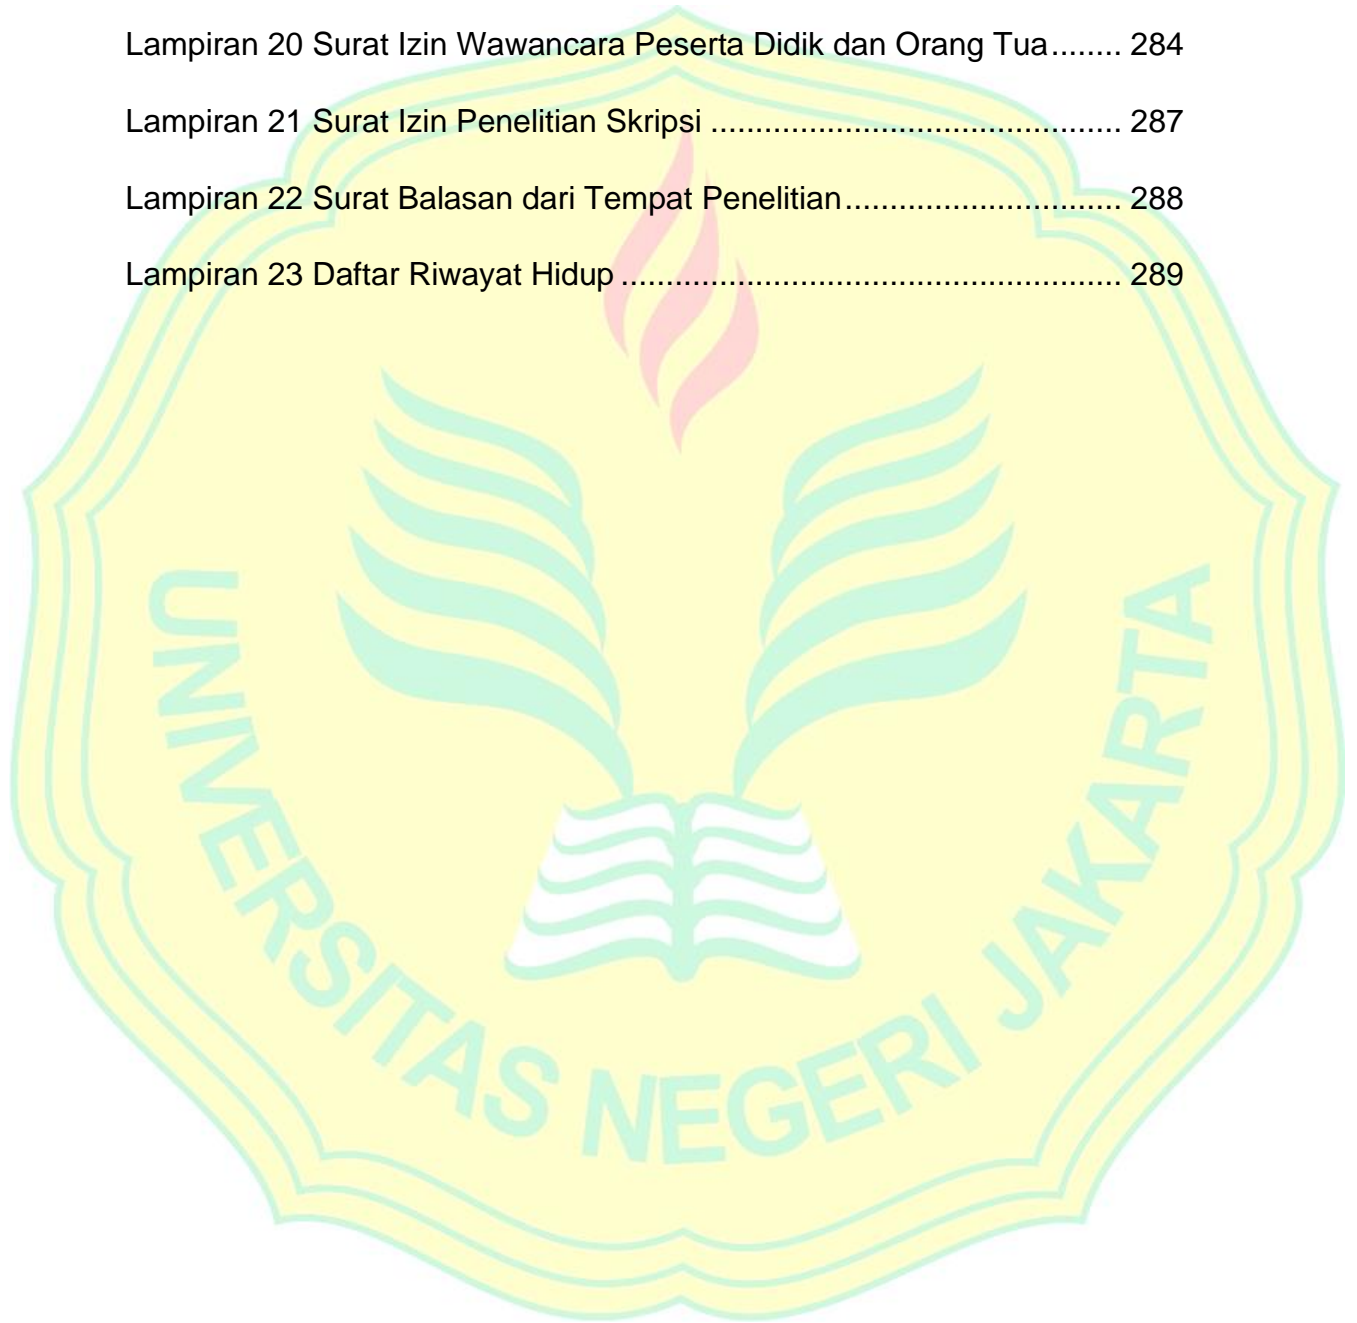 Lampiran 20 Surat Izin Wawancara Peserta Didik dan Orang Tua........ 284
Lampiran 21 Surat Izin Penelitian Skripsi .............................................. 287
Lampiran 22 Surat Balasan dari Tempat Penelitian............................... 288
Lampiran 23 Daftar Riwayat Hidup ........................................................ 289
UNIVERSITAS NEGERI JAKARTA